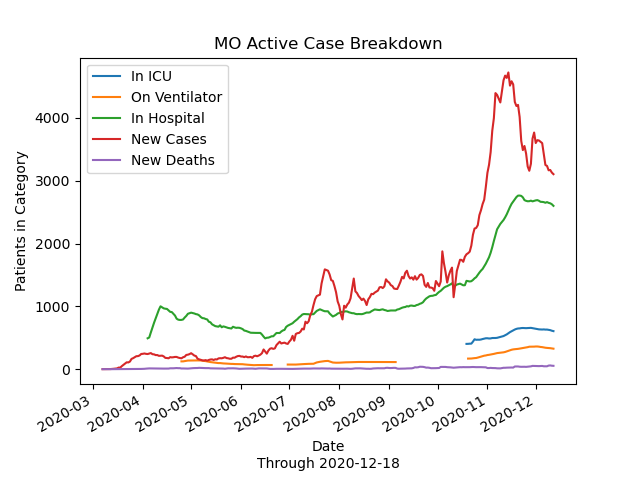 MO Active Case Breakdown
In ICU
On Ventilator
In Hospital
New Cases
New Deaths
Patients in Category
4000
3000
2000
1000
0
2020-03
2020-04
2020-05
2020-06
2020-07
2020-08
2020-09
2020-10
2020-11
2020-12
Date
Through 2020-12-18